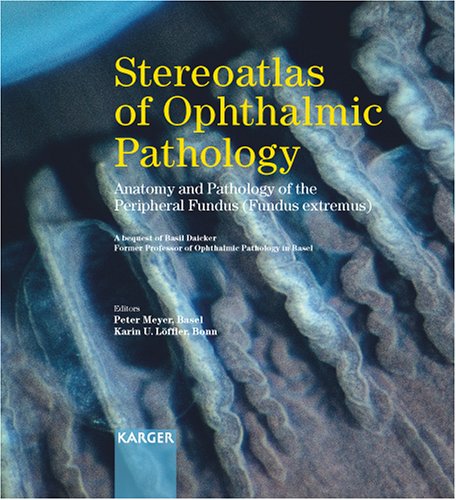 Stereoatlas
of Ophthalmic
Pathology
Anatomy and Pathology of the
Peripheral Fundus (Fundus extremus)
A bequest of Basil Daicker
Former Professor of Ophthalmic Pathology in Basel
Editors
Peter Meyer, Basel
Karin U. Löffler, Bonn
KARGER